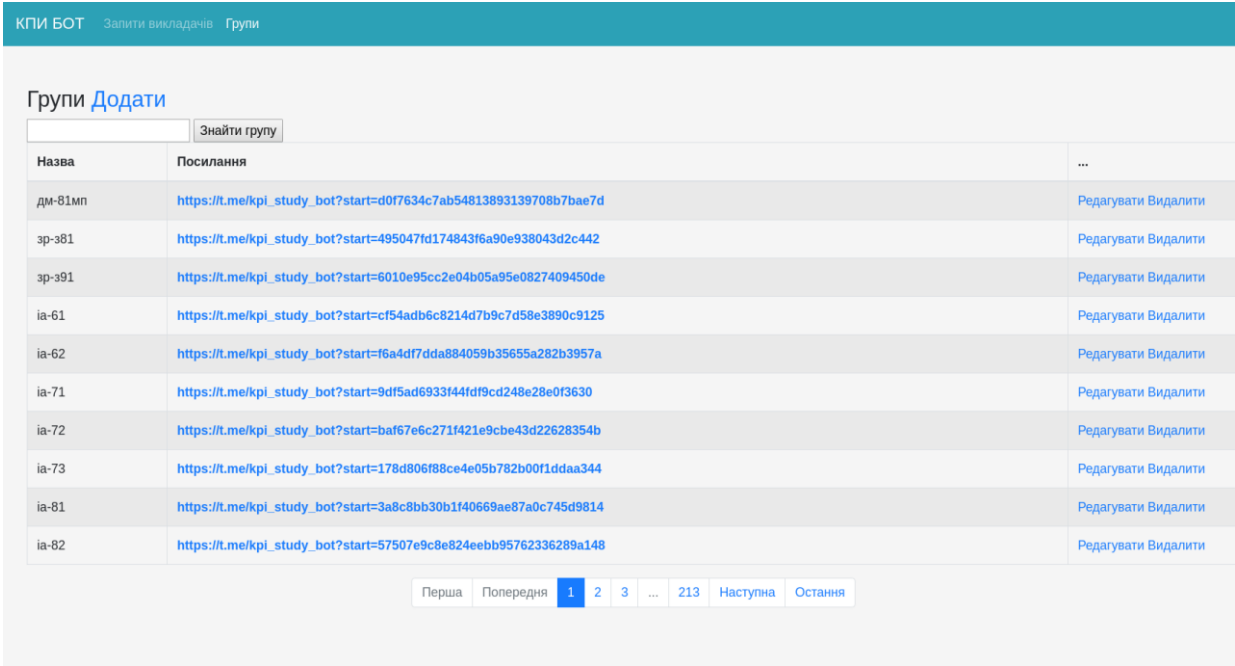 КПИ БОТ Запити викладачів Групи
Групи Додати
Знайти групу
Назва Посилання ...
дм-81мп https://t.me/kpi_study_bot?start=d0f7634c7ab54813893139708b7bae7d Редагувати Видалити
зр-з81 https://t.me/kpi_study_bot?start=495047fd174843f6a90e938043d2c442 Редагувати Видалити
зр-з91 https://t.me/kpi_study_bot?start=6010e95cc2e04b05a95e0827409450de Редагувати Видалити
іа-61 https://t.me/kpi_study_bot?start=cf54adb6c8214d7b9c7d58e3890c9125 Редагувати Видалити
іа-62 https://t.me/kpi_study_bot?start=f6a4df7dda884059b35655a282b3957a Редагувати Видалити
іа-71 https://t.me/kpi_study_bot?start=9df5ad6933f44fdf9cd248e28e0f3630 Редагувати Видалити
іа-72 https://t.me/kpi_study_bot?start=baf67e6c271f421e9cbe43d22628354b Редагувати Видалити
іа-73 https://t.me/kpi_study_bot?start=178d806f88ce4e05b782b00f1ddaa344 Редагувати Видалити
іа-81 https://t.me/kpi_study_bot?start=3a8c8bb30b1f40669ae87a0c745d9814 Редагувати Видалити
іа-82 https://t.me/kpi_study_bot?start=57507e9c8e824eebb95762336289a148 Редагувати Видалити
Перша Попередня 1 2 3 ... 213 Наступна Остання